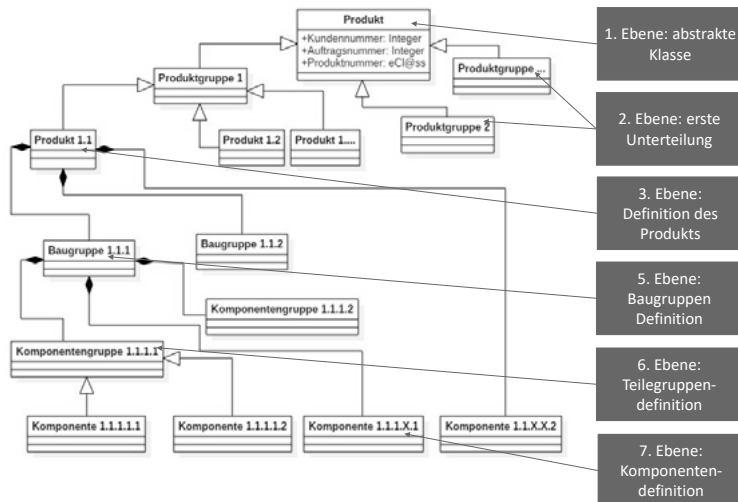 Produkt
+Kundennummer: Integer
+Auftragsnummer: Integer
+Produktnummer: eCl@ss
Produktgruppe 1
Produktgruppe ...
Produktgruppe 2
Produkt 1.1
Produkt 1.2
Produkt 1....
Baugruppe 1.1.1
Baugruppe 1.1.2
Komponentengruppe 1.1.1.2
Komponentengruppe 1.1.1.1
Komponente 1.1.1.1.1
Komponente 1.1.1.1.2
Komponente 1.1.1.X.1
Komponente 1.1.X.X.2
1. Ebene: abstrakte
Klasse
2. Ebene: erste
Unterteilung
3. Ebene:
Definition des
Produkts
5. Ebene:
Baugruppen
Definition
6. Ebene:
Teilegruppen-
definition
7. Ebene:
Komponenten-
definition